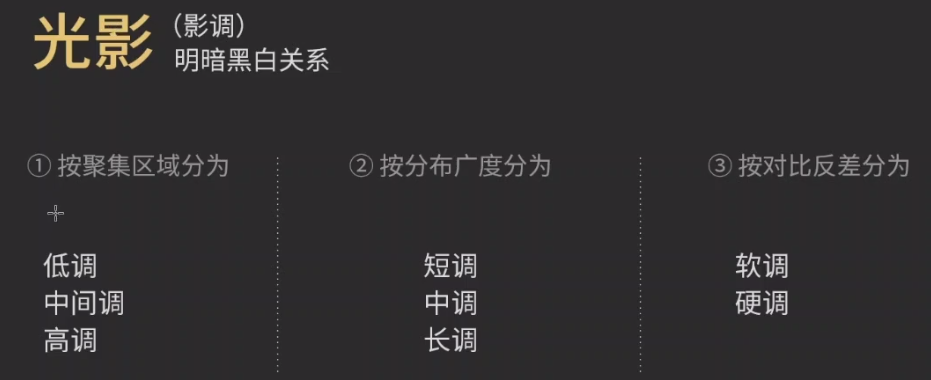 光影
（影调）
明暗黑白关系
① 按聚集区域分为
低调
中间调
高调
② 按分布广度分为
短调
中调
长调
③ 按对比反差分为
软调
硬调